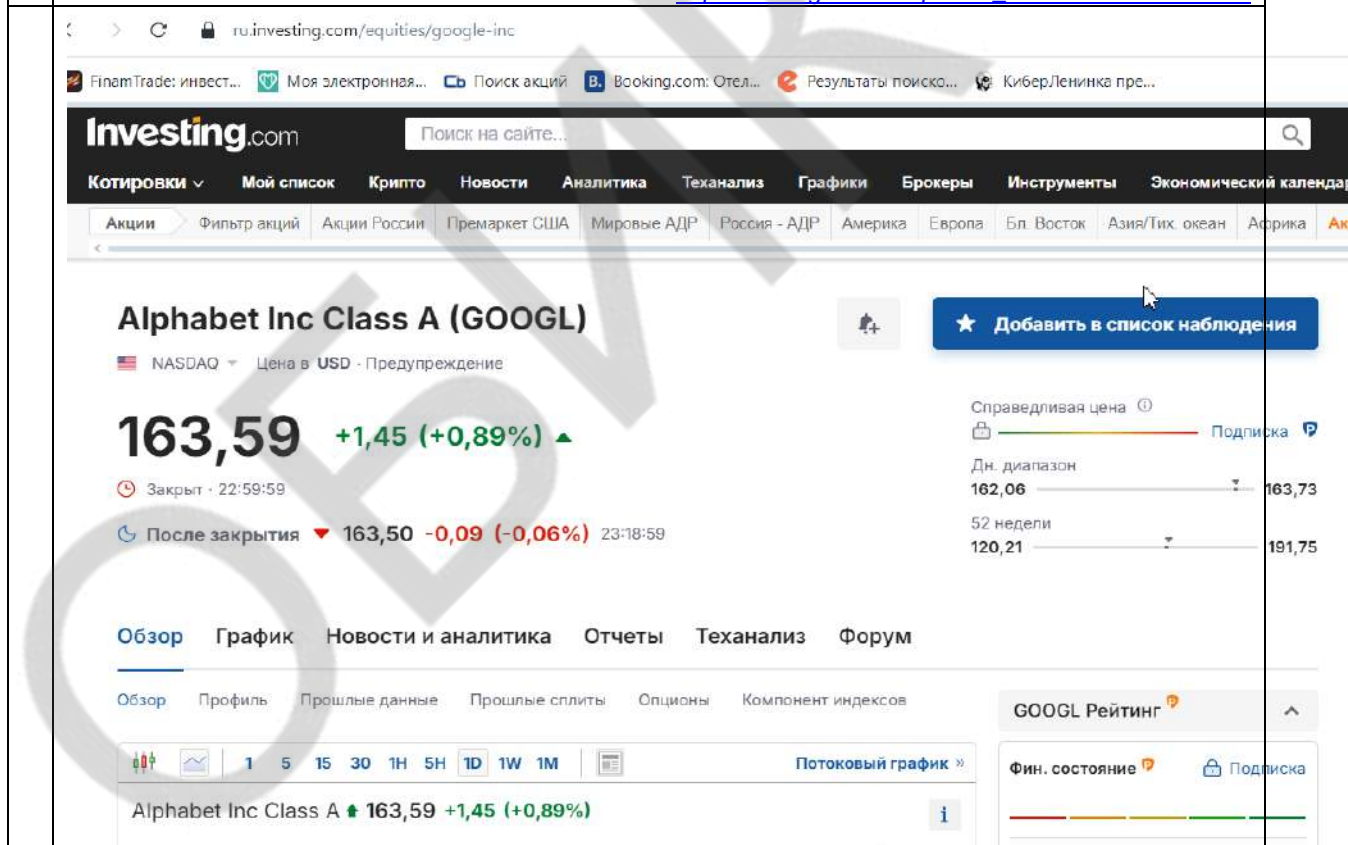 ru.investing.com/equities/google-inc
FinamTrade: инвест... Моя электронная... Поиск акций Booking.com: Отел... Результаты поиско... КиберЛенинка пре...
Investing.com Поиск на сайте...
Котировки Мой список Крипто Новости Аналитика Теханализ Графики Брокеры Инструменты Экономический календар
Акции Фильтр акций Акции России Премаркет США Мировые АДР Россия - АДР Америка Европа Бл. Восток Азия/Тих. океан Африка Ак
Alphabet Inc Class A (GOOGL)
Добавить в список наблюдения
NASDAQ Цена в USD · Предупреждение
163,59 +1,45 (+0,89%)
Справедливая цена
Подписка
Закрыт · 22:59:59
Дн. диапазон
162,06 163,73
После закрытия 163,50 -0,09 (-0,06%) 23:18:59
52 недели
120,21 191,75
Обзор График Новости и аналитика Отчеты Теханализ Форум
Обзор Профиль Прошлые данные Прошлые сплиты Опционы Компонент индексов
GOOGL Рейтинг
1 5 15 30 1H 5H 1D 1W 1M Потоковый график »
Фин. состояние Подписка
Alphabet Inc Class A 163,59 +1,45 (+0,89%)
ОБИК